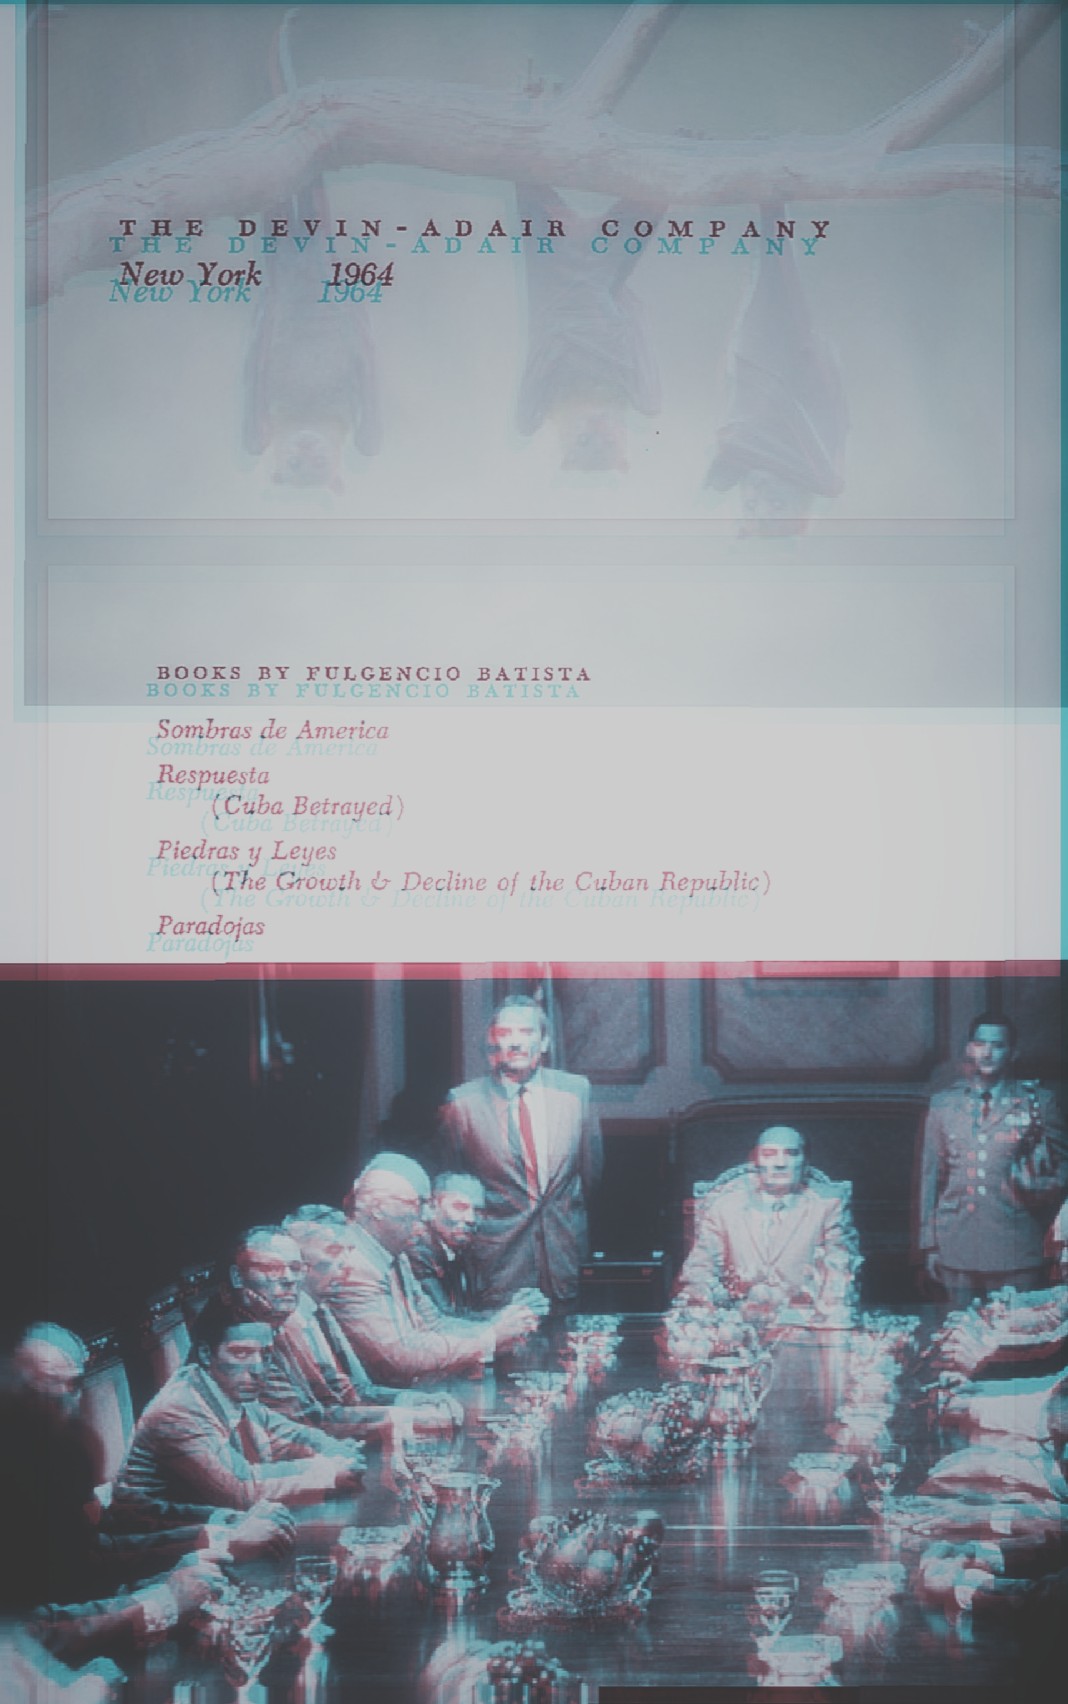 THE DEVIN-ADAIR COMPANY
New York 1964
BOOKS BY FULGENCIO BATISTA
Sombras de America
Respuesta
(Cuba Betrayed)
Piedras y Leyes
(The Growth & Decline of the Cuban Republic)
Paradojas